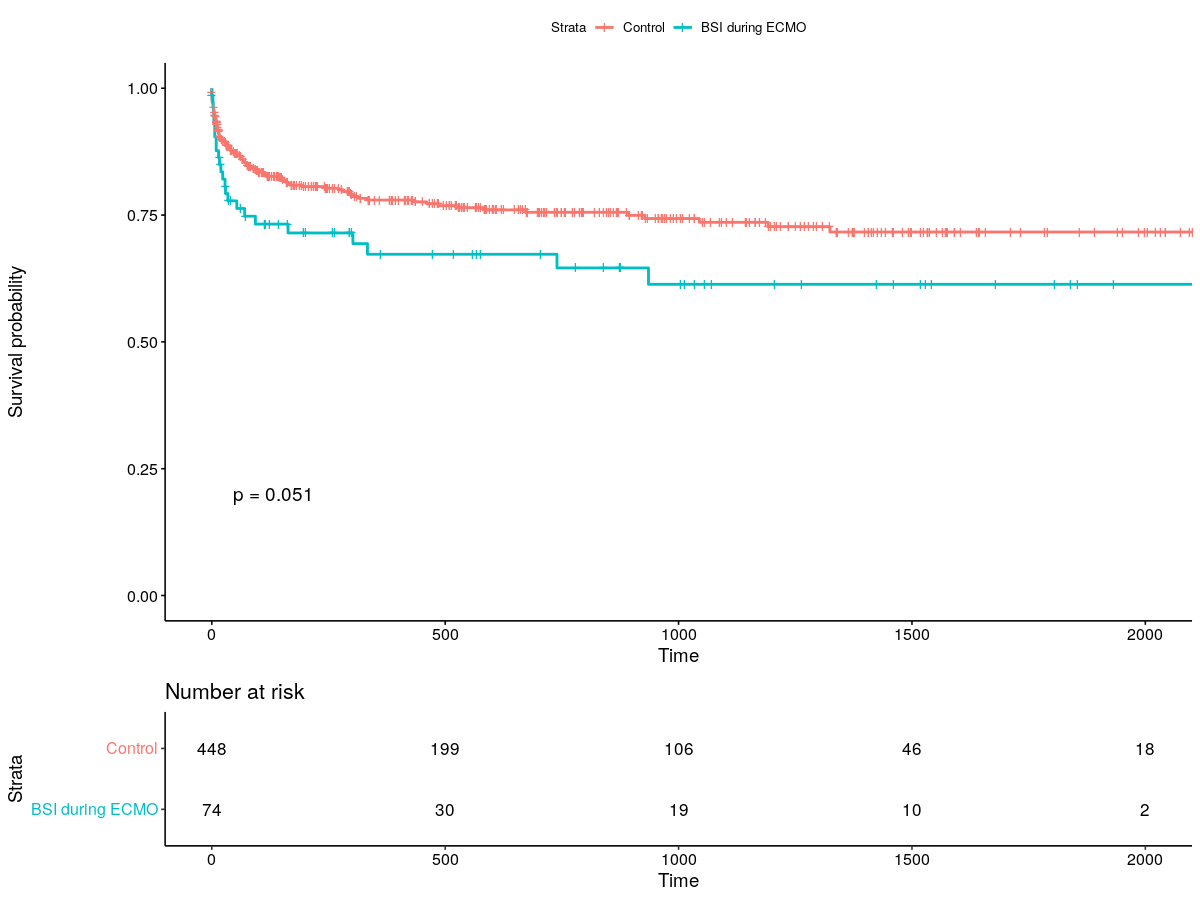 Strata Control BSI during ECMO
Survival probability
1.00
0.75
0.50
0.25
0.00
p = 0.051
0 500 1000 1500 2000
Time
Number at risk
Strata
Control 448 199 106 46 18
BSI during ECMO 74 30 19 10 2
0 500 1000 1500 2000
Time